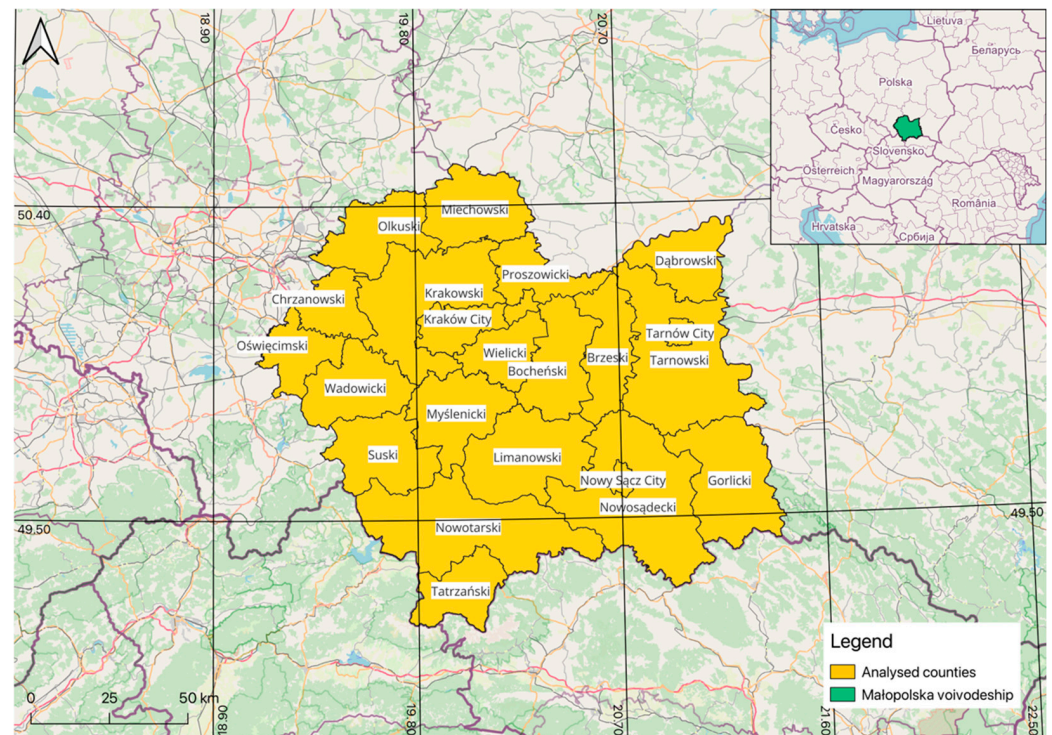 18.90
19.80
20.70
Lietuva
Беларусь
Polska
Česko
Slovensko
Österreich
Magyarország
România
Hrvatska
Србија
50.40
Miechowski
Olkuski
Dąbrowski
Proszowicki
Krakowski
Chrzanowski
Kraków City
Tarnów City
Oświęcimski
Wielicki
Brzeski
Tarnowski
Bocheński
Wadowicki
Myślenicki
Suski
Limanowski
Nowy Sącz City
Gorlicki
Nowosądecki
49.50
49.50
Nowotarski
Tatrzański
Legend
Analysed counties
Małopolska voivodeship
0 25 50 km
18.90
19.80
20.70
21.60
22.50